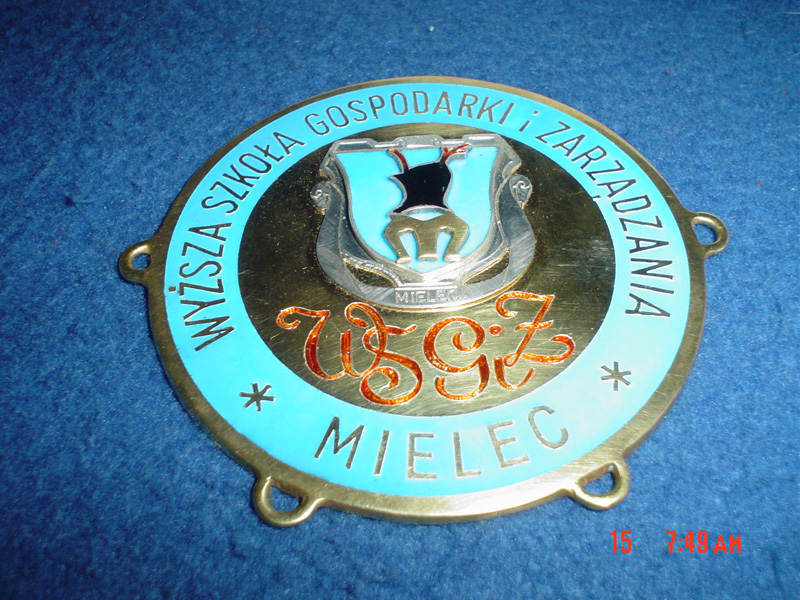 WYŻSZA SZKOŁA GOSPODARKI i ZARZĄDZANIA
MIELEC
WSGiZ
* MIELEC *
15 7:49 AM